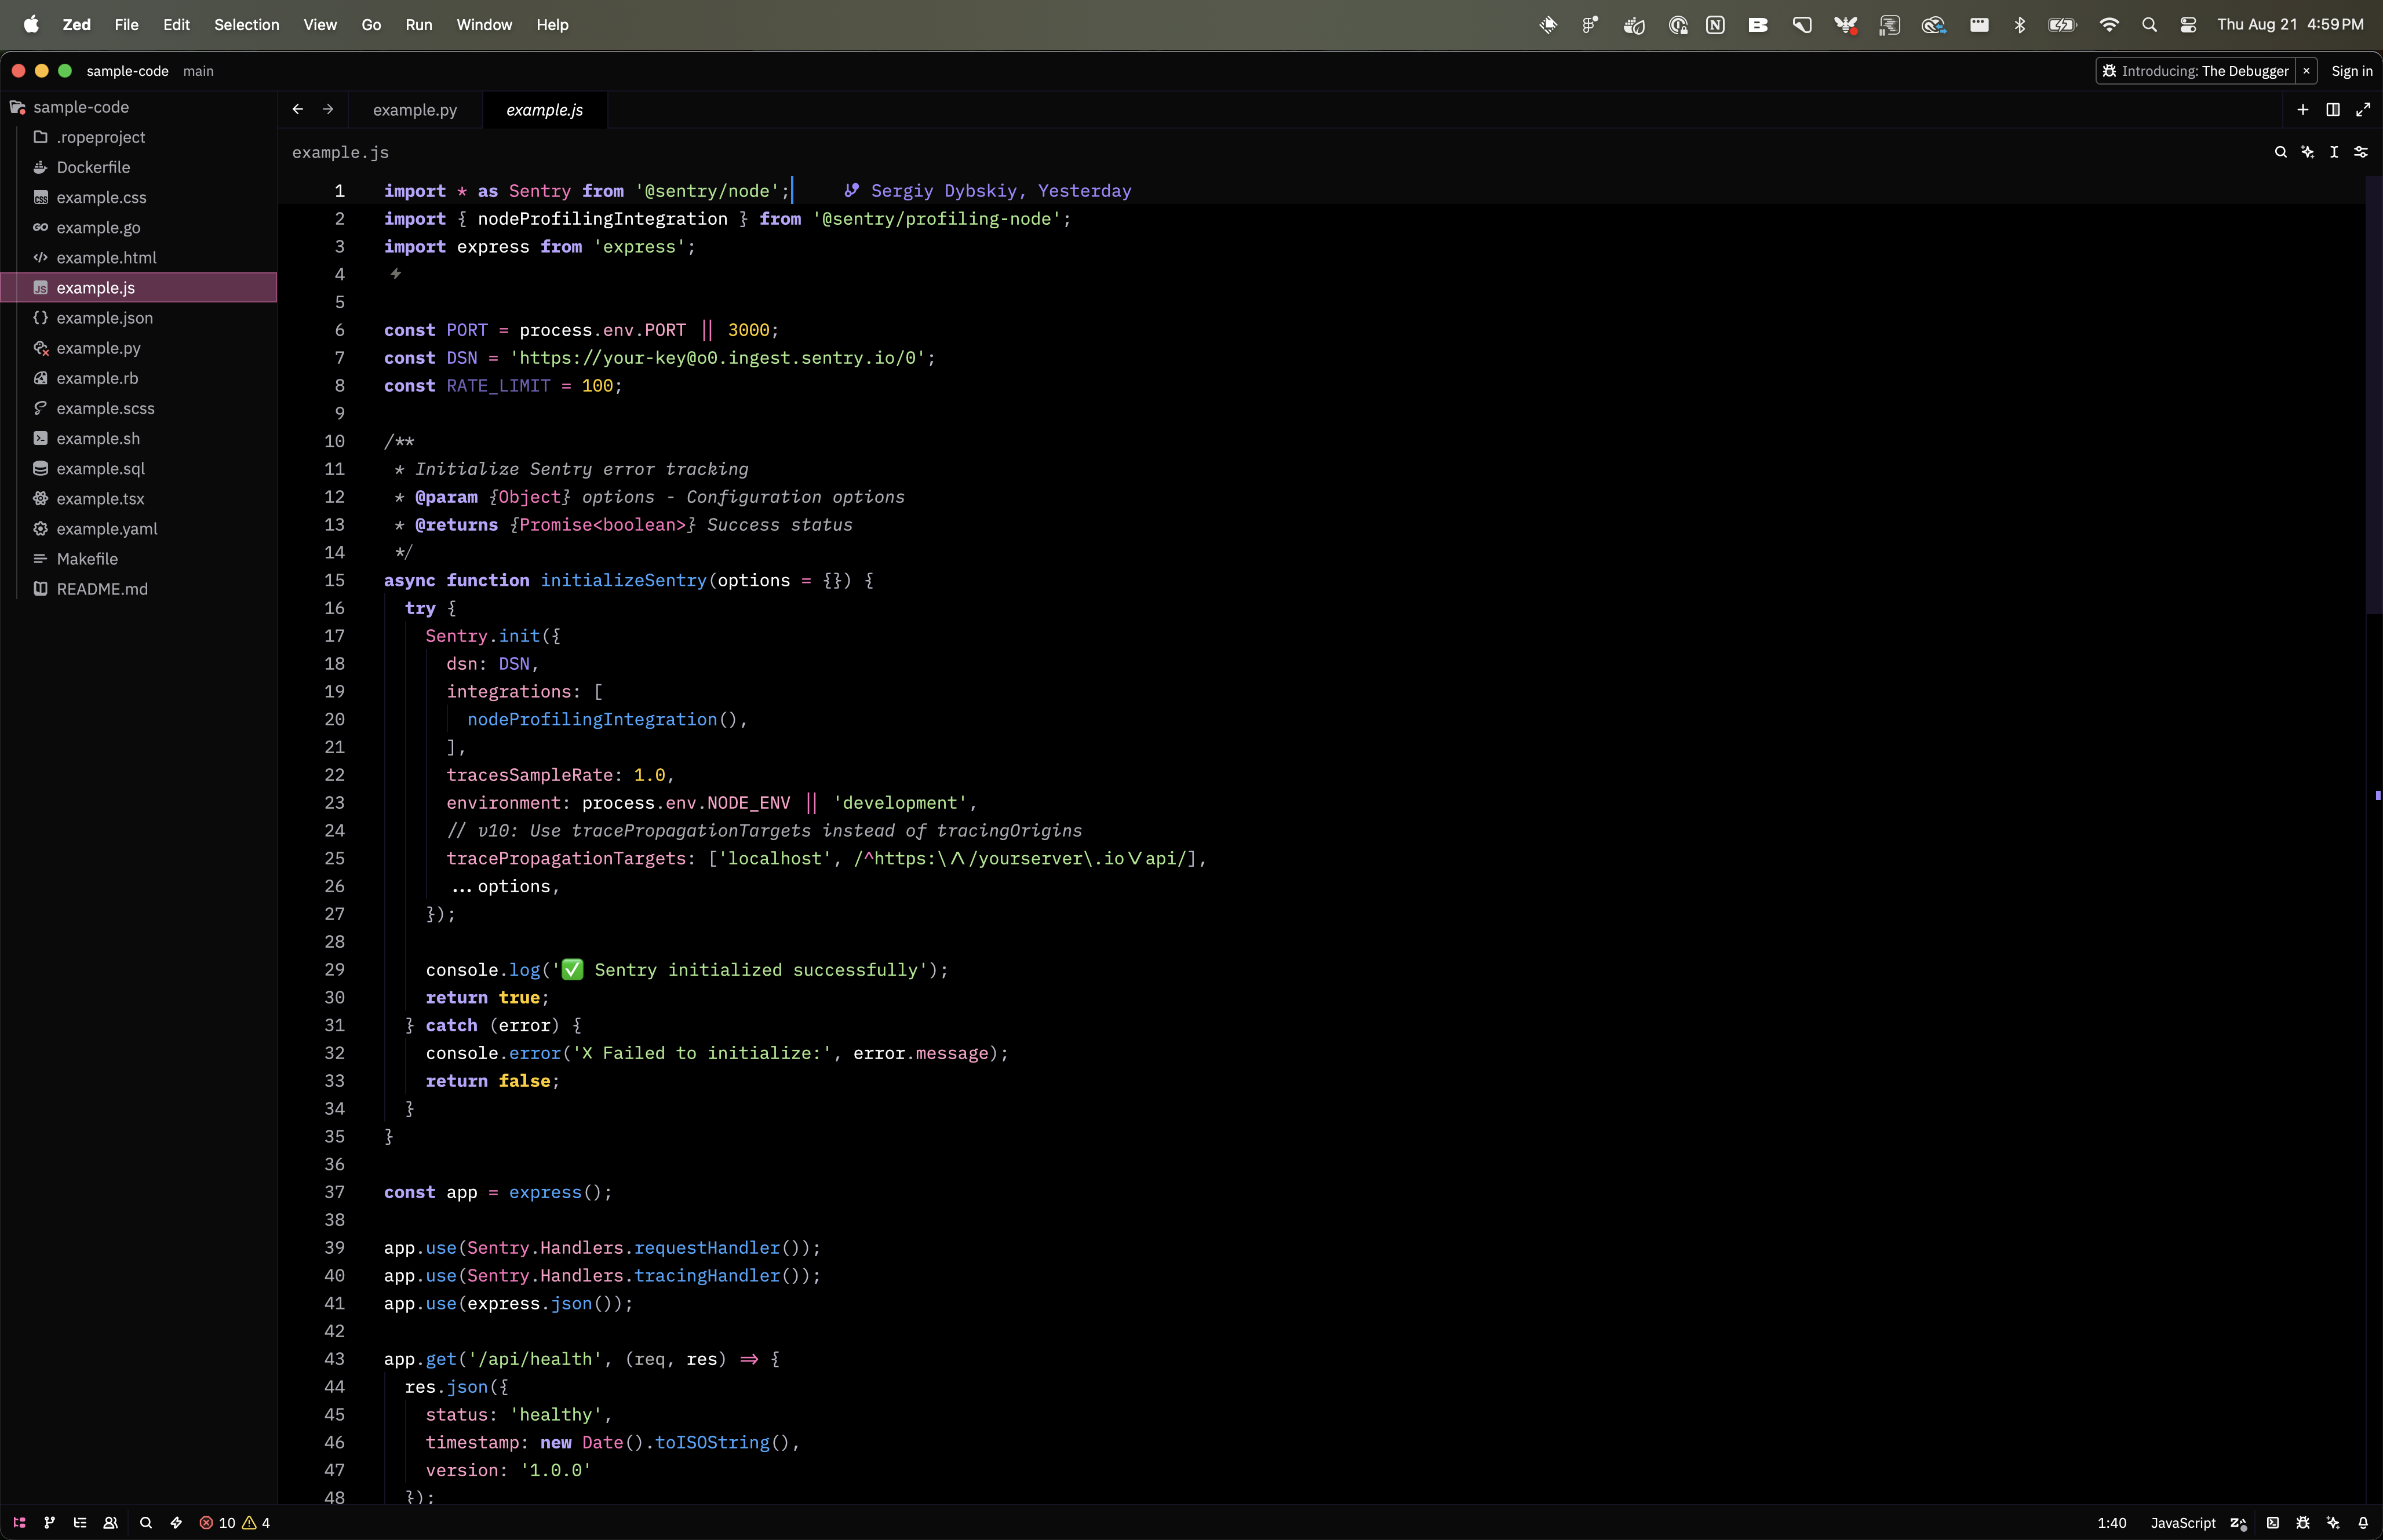 Zed File Edit Selection View Go Run Window Help Thu Aug 21 4:59 PM
sample-code main Introducing: The Debugger × Sign in
sample-code
.ropeproject
Dockerfile
example.css
example.go
example.html
example.js
example.json
example.py
example.rb
example.scss
example.sh
example.sql
example.tsx
example.yaml
Makefile
README.md
example.py example.js
example.js
1 import * as Sentry from '@sentry/node'; Sergiy Dybskiy, Yesterday
2 import { nodeProfilingIntegration } from '@sentry/profiling-node';
3 import express from 'express';
4
5
6 const PORT = process.env.PORT || 3000;
7 const DSN = 'https://your-key@o0.ingest.sentry.io/0';
8 const RATE_LIMIT = 100;
9
10 /**
11 * Initialize Sentry error tracking
12 * @param {Object} options - Configuration options
13 * @returns {Promise<boolean>} Success status
14 */
15 async function initializeSentry(options = {}) {
16 try {
17 Sentry.init({
18 dsn: DSN,
19 integrations: [
20 nodeProfilingIntegration(),
21 ],
22 tracesSampleRate: 1.0,
23 environment: process.env.NODE_ENV || 'development',
24 // v10: Use tracePropagationTargets instead of tracingOrigins
25 tracePropagationTargets: ['localhost', /^https:\/\/yourserver\.io\/api/],
26 ...options,
27 });
28
29 console.log('✅ Sentry initialized successfully');
30 return true;
31 } catch (error) {
32 console.error('X Failed to initialize:', error.message);
33 return false;
34 }
35 }
36
37 const app = express();
38
39 app.use(Sentry.Handlers.requestHandler());
40 app.use(Sentry.Handlers.tracingHandler());
41 app.use(express.json());
42
43 app.get('/api/health', (req, res) => {
44 res.json({
45 status: 'healthy',
46 timestamp: new Date().toISOString(),
47 version: '1.0.0'
48 });
10 4 1:40 JavaScript